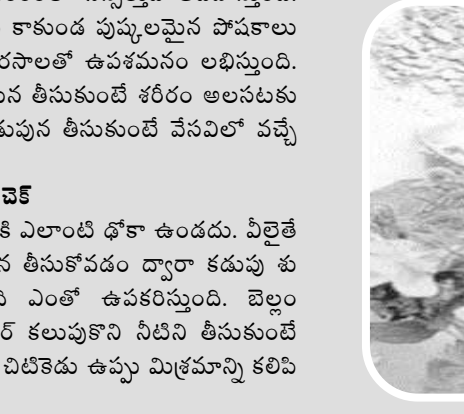 కాకుండ పుష్కలమైన పోషకాలు
రసాలతో ఉపశమనం లభిస్తుంది.
తీసుకుంటే శరీరం అలసటకు
తీసుకుంటే వేసవిలో వచ్చే
చెక్
కి ఎలాంటి ఢోకా ఉండదు. వీలైతే
న తీసుకోవడం ద్వారా కడుపు శు
ఎంతో ఉపకరిస్తుంది. బెల్లం
ర్ కలుపుకొని నీటిని తీసుకుంటే
చిటికెడు ఉప్పు మిశ్రమాన్ని కలిపి